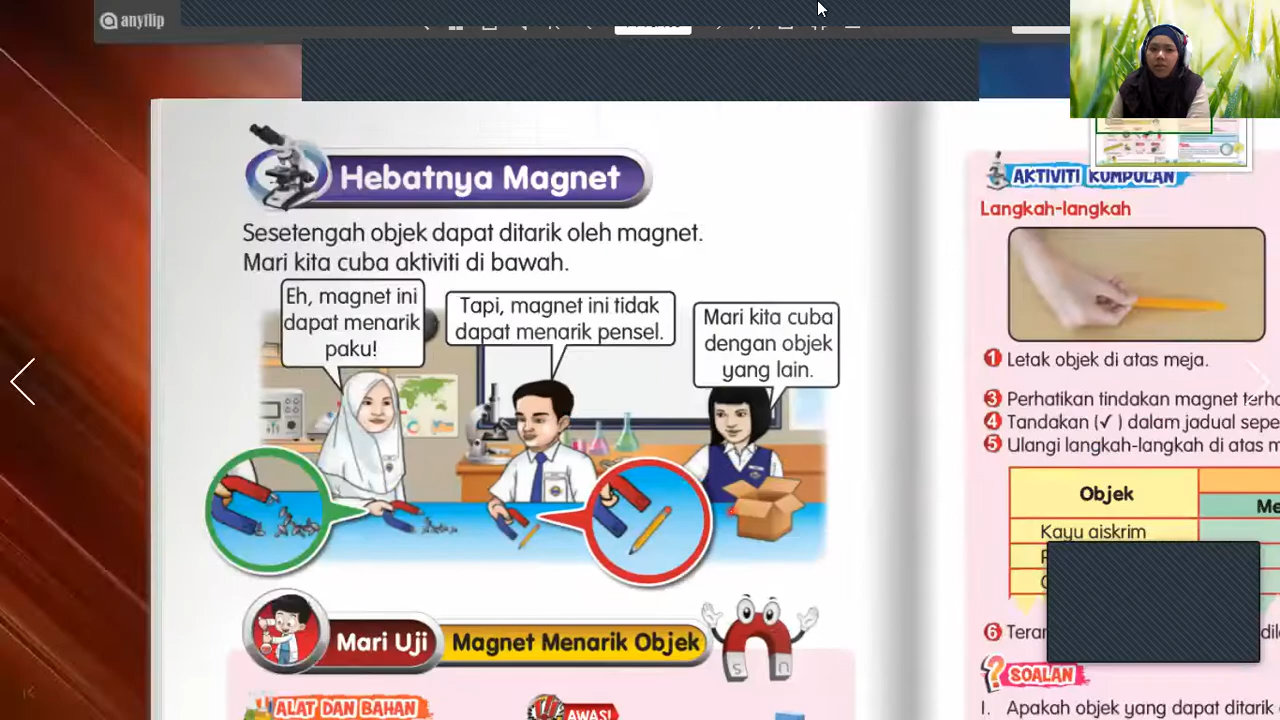 anyflip
Hebatnya Magnet
Sesetengah objek dapat ditarik oleh magnet.
Mari kita cuba aktiviti di bawah.
Eh, magnet ini
dapat menarik
paku!
Tapi, magnet ini tidak
dapat menarik pensel.
Mari kita cuba
dengan objek
yang lain.
Mari Uji
Magnet Menarik Objek
S
n
ALAT DAN BAHAN
AWAS!
AKTIVITI KUMPULAN
Langkah-langkah
1 Letak objek di atas meja.
3 Perhatikan tindakan magnet
4 Tandakan (✓) dalam jadual
5 Ulangi langkah-langkah di atas
Objek
Kayu aiskrim
6
? SOALAN
1. Apakah objek yang dapat ditarik